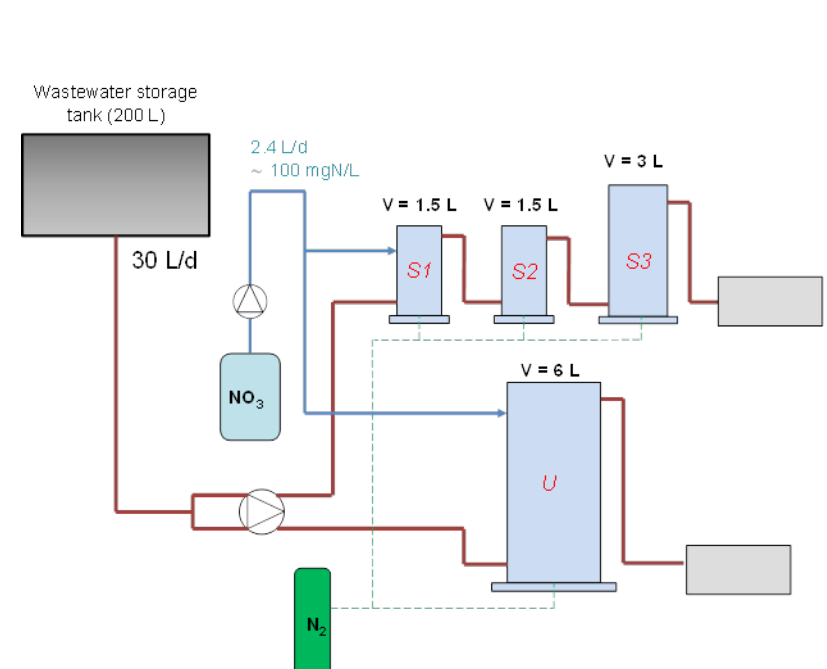 Wastewater storage
tank (200 L)
2.4 L/d
~ 100 mgN/L
V = 3 L
V = 1.5 L
V = 1.5 L
30 L/d
S1
S2
S3
V = 6 L
NO₃
U
N₂